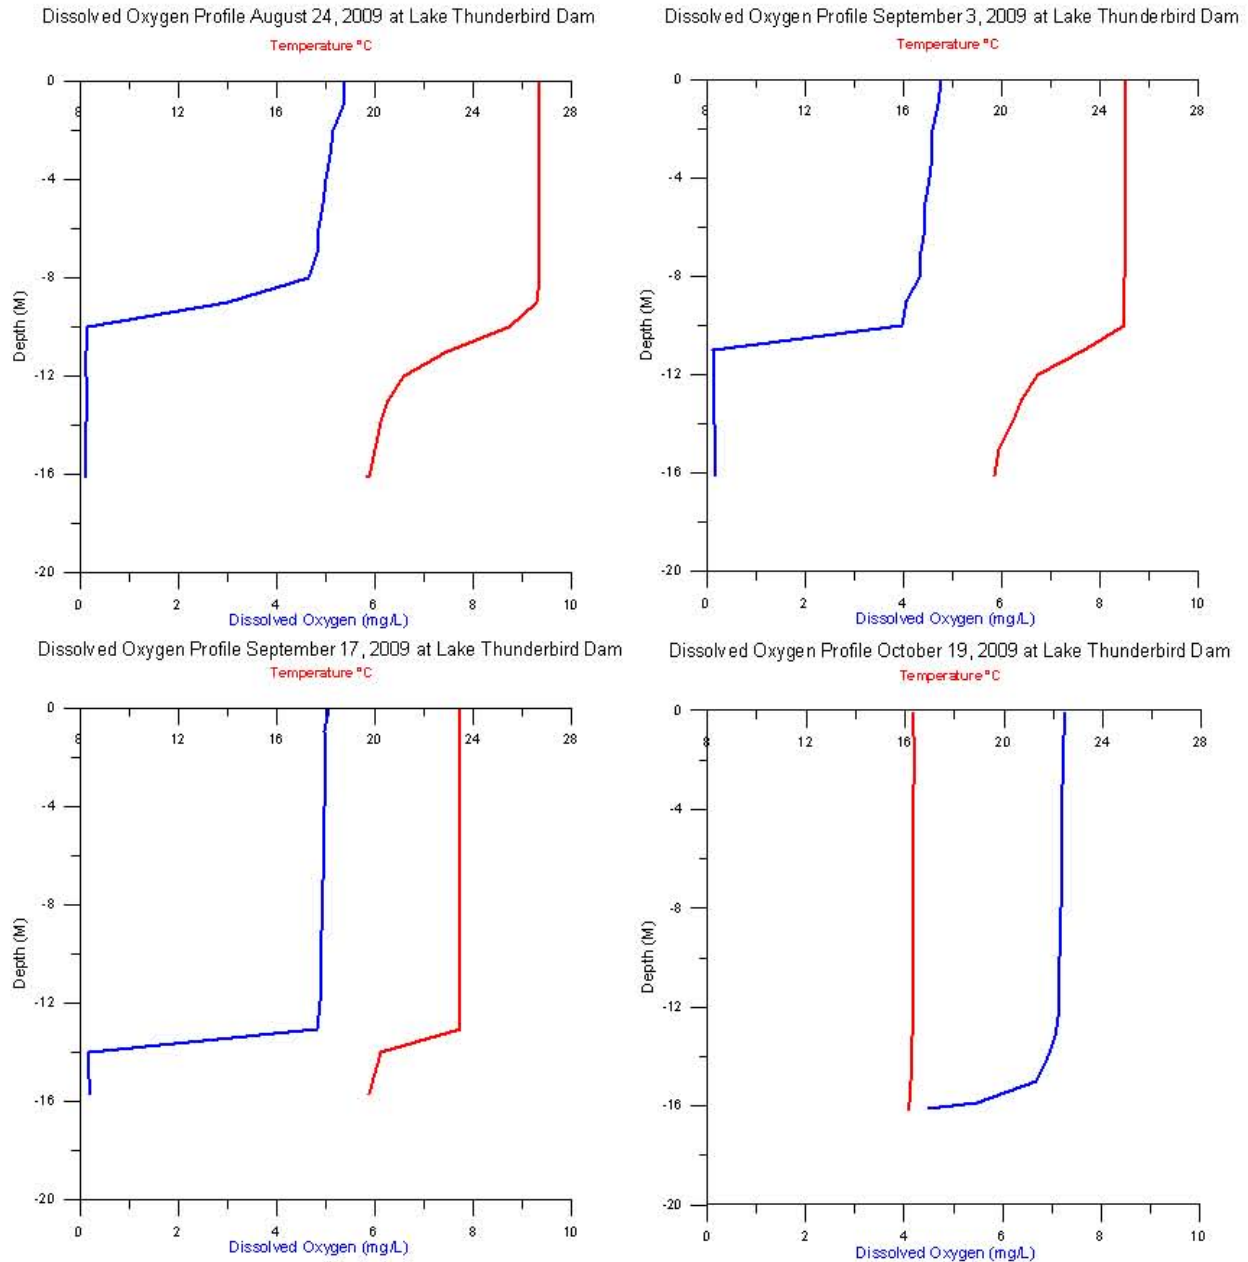 Dissolved Oxygen Profile August 24, 2009 at Lake Thunderbird Dam
Temperature °C
0
8 12 16 20 24 28
-4
-8
Depth (M)
-12
-16
-20
0 2 4 6 8 10
Dissolved Oxygen (mg/L)
Dissolved Oxygen Profile September 3, 2009 at Lake Thunderbird Dam
Temperature °C
0
8 12 16 20 24 28
-4
-8
Depth (M)
-12
-16
-20
0 2 4 6 8 10
Dissolved Oxygen (mg/L)
Dissolved Oxygen Profile September 17, 2009 at Lake Thunderbird Dam
Temperature °C
0
8 12 16 20 24 28
-4
-8
Depth (M)
-12
-16
-20
0 2 4 6 8 10
Dissolved Oxygen (mg/L)
Dissolved Oxygen Profile October 19, 2009 at Lake Thunderbird Dam
Temperature °C
0
8 12 16 20 24 28
-4
-8
Depth (M)
-12
-16
-20
0 2 4 6 8 10
Dissolved Oxygen (mg/L)